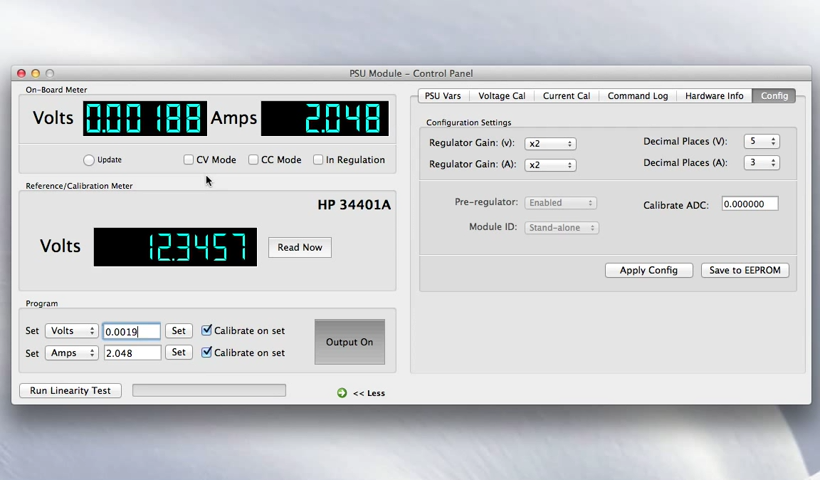 PSU Module – Control Panel
On-Board Meter
Volts 0.00188 Amps 2.048
Update CV Mode CC Mode In Regulation
Reference/Calibration Meter
HP 34401A
Volts 12.3457 Read Now
Program
Set Volts 0.0019 Set Calibrate on set
Set Amps 2.048 Set Calibrate on set
Output On
Run Linearity Test << Less
PSU Vars Voltage Cal Current Cal Command Log Hardware Info Config
Configuration Settings
Regulator Gain: (v) x2 Decimal Places (V): 5
Regulator Gain: (A) x2 Decimal Places (A): 3
Pre-regulator: Enabled Calibrate ADC: 0.000000
Module ID: Stand-alone
Apply Config Save to EEPROM